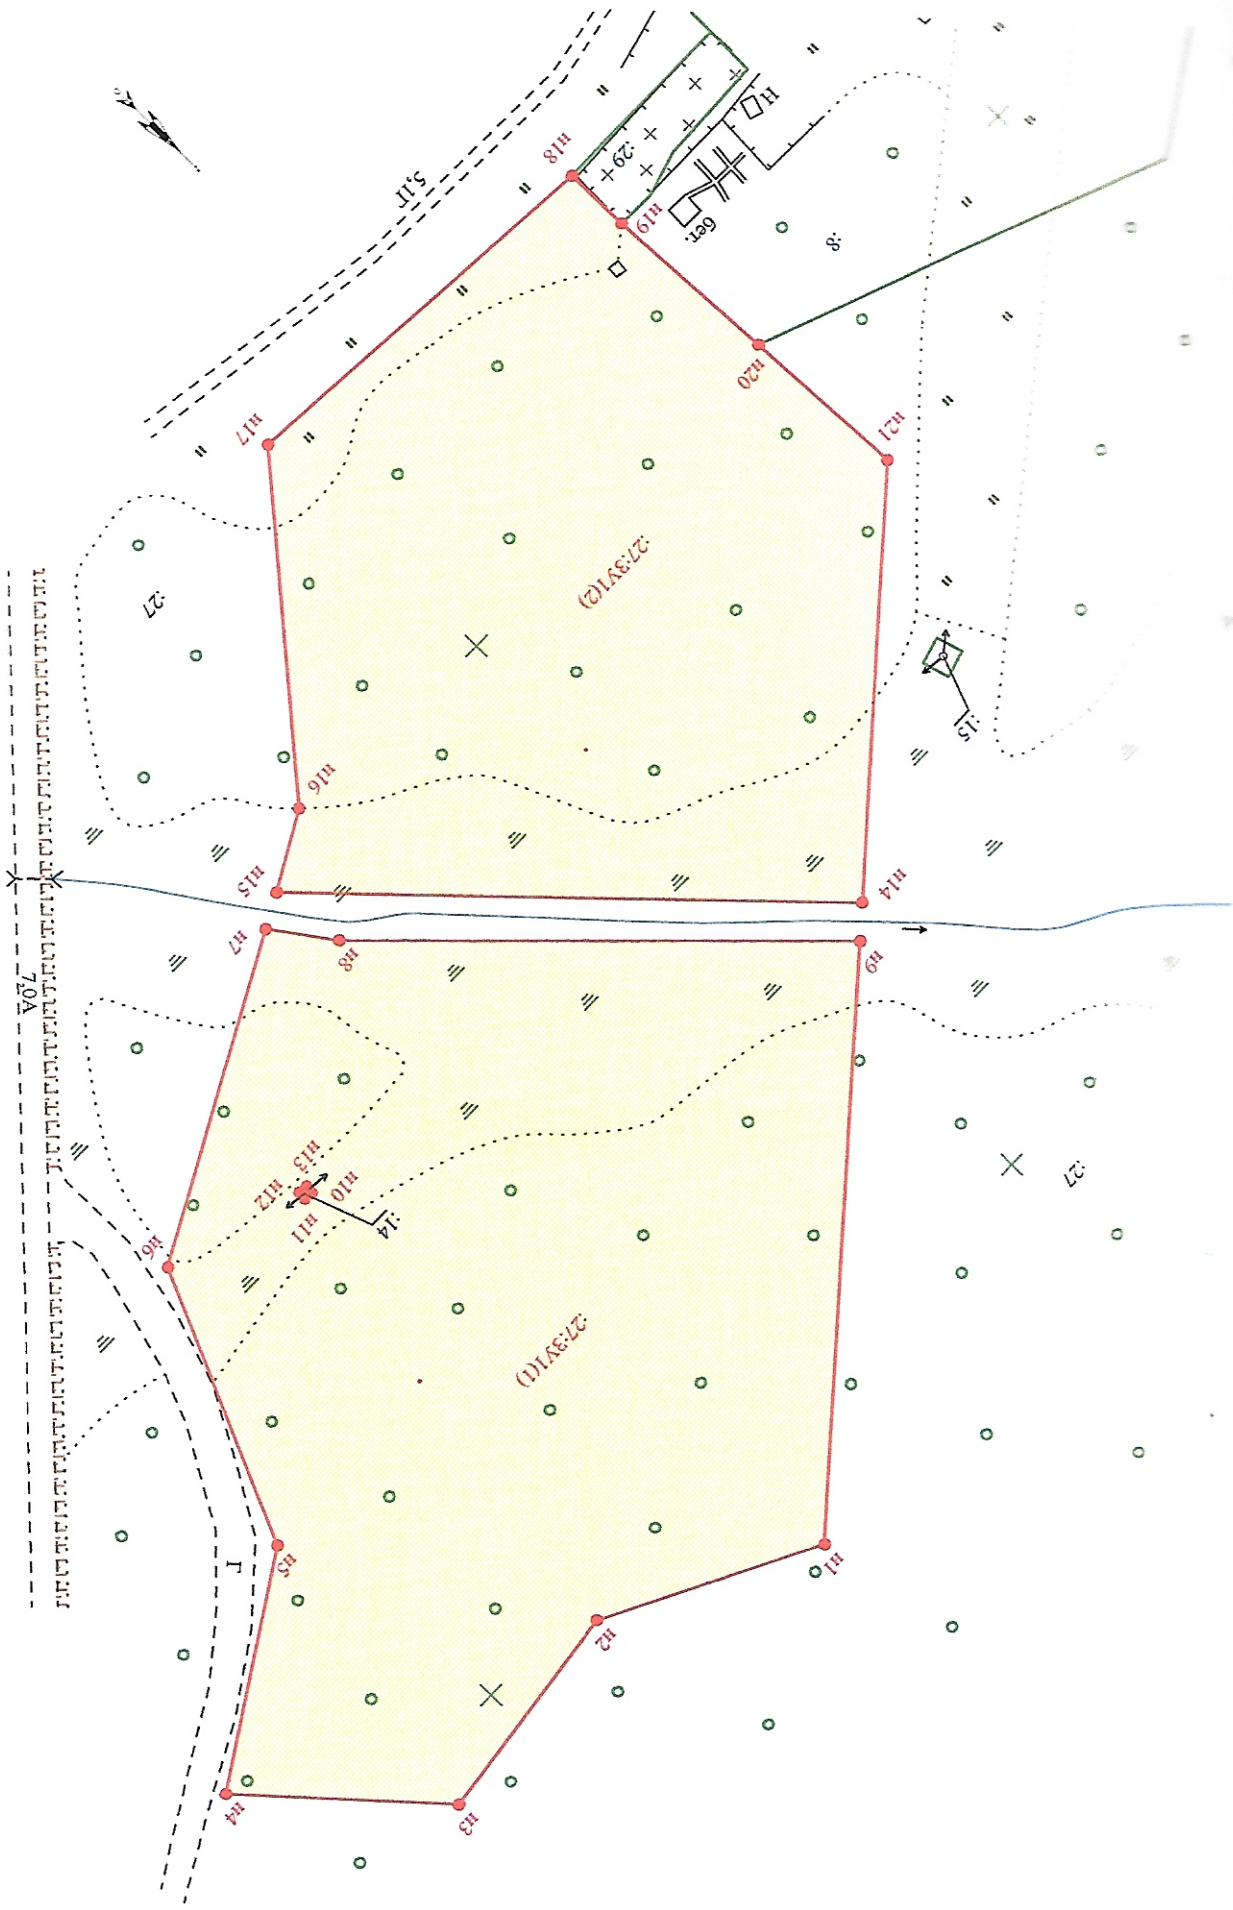 н18
:29
Н
5,1Г
н19
бет.
:8
н20
н17
н21
:27:ЗУ1(2)
:27
:15
н16
н15
н14
н7
н8
н9
7,0А
н13
н10
н12
н11
:14
:27
н6
:27:ЗУ1(1)
Г
н5
н1
н2
н4
н3